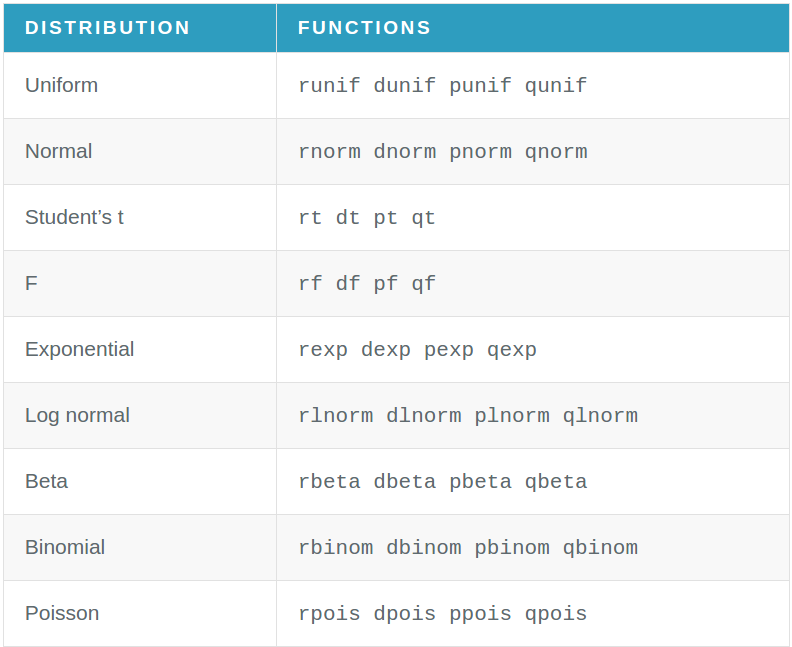 DISTRIBUTION FUNCTIONS
Uniform runif dunif punif qunif
Normal rnorm dnorm pnorm qnorm
Student’s t rt dt pt qt
F rf df pf qf
Exponential rexp dexp pexp qexp
Log normal rlnorm dlnorm plnorm qlnorm
Beta rbeta dbeta pbeta qbeta
Binomial rbinom dbinom pbinom qbinom
Poisson rpois dpois ppois qpois